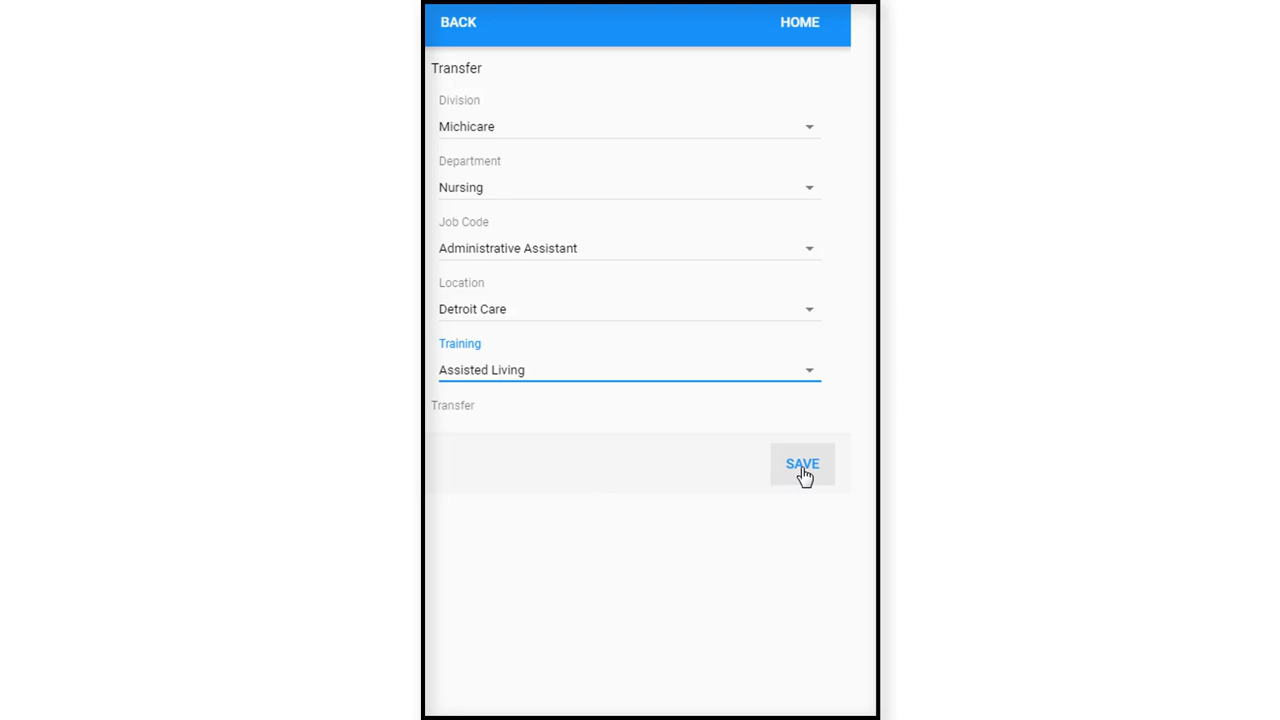 BACK HOME
Transfer
Division
Michicare
Department
Nursing
Job Code
Administrative Assistant
Location
Detroit Care
Training
Assisted Living
Transfer
SAVE